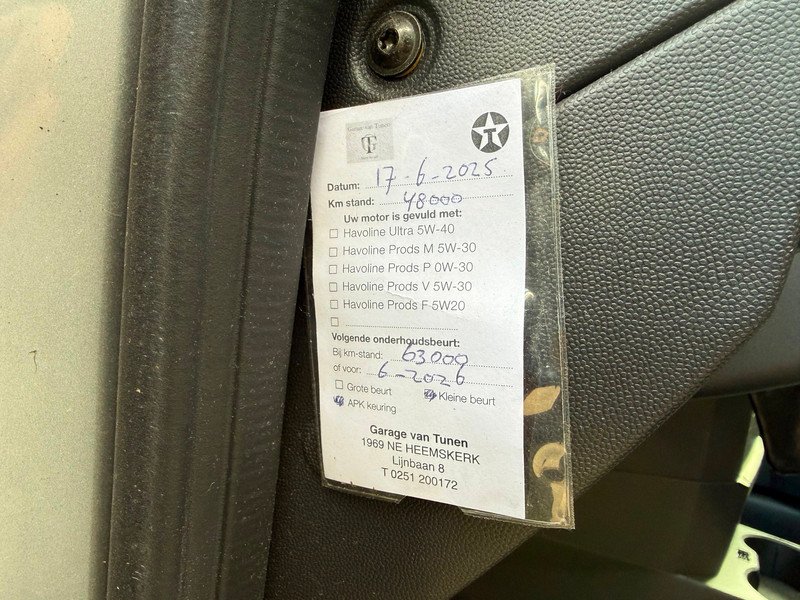 Garage van Tunen
Datum: 17-6-2025
Km stand: 48000
Uw motor is gevuld met:
Havoline Ultra 5W-40
Havoline Prods M 5W-30
Havoline Prods P 0W-30
Havoline Prods V 5W-30
Havoline Prods F 5W20
Volgende onderhoudsbeurt:
Bij km-stand: 63000
of voor: 6-2026
Grote beurt Kleine beurt
APK keuring
Garage van Tunen
1969 NE HEEMSKERK
Lijnbaan 8
T 0251 200172